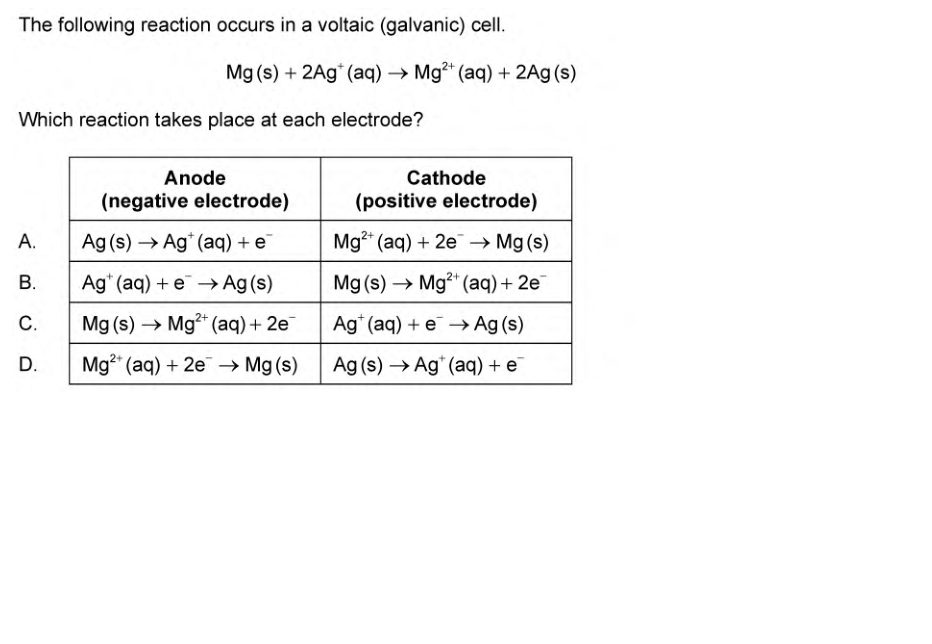 The following reaction occurs in a voltaic (galvanic) cell.
Mg (s) + 2Ag⁺ (aq) → Mg²⁺ (aq) + 2Ag (s)
Which reaction takes place at each electrode?
Anode (negative electrode) Cathode (positive electrode)
A. Ag (s) → Ag⁺ (aq) + e⁻ Mg²⁺ (aq) + 2e⁻ → Mg (s)
B. Ag⁺ (aq) + e⁻ → Ag (s) Mg (s) → Mg²⁺ (aq) + 2e⁻
C. Mg (s) → Mg²⁺ (aq) + 2e⁻ Ag⁺ (aq) + e⁻ → Ag (s)
D. Mg²⁺ (aq) + 2e⁻ → Mg (s) Ag (s) → Ag⁺ (aq) + e⁻